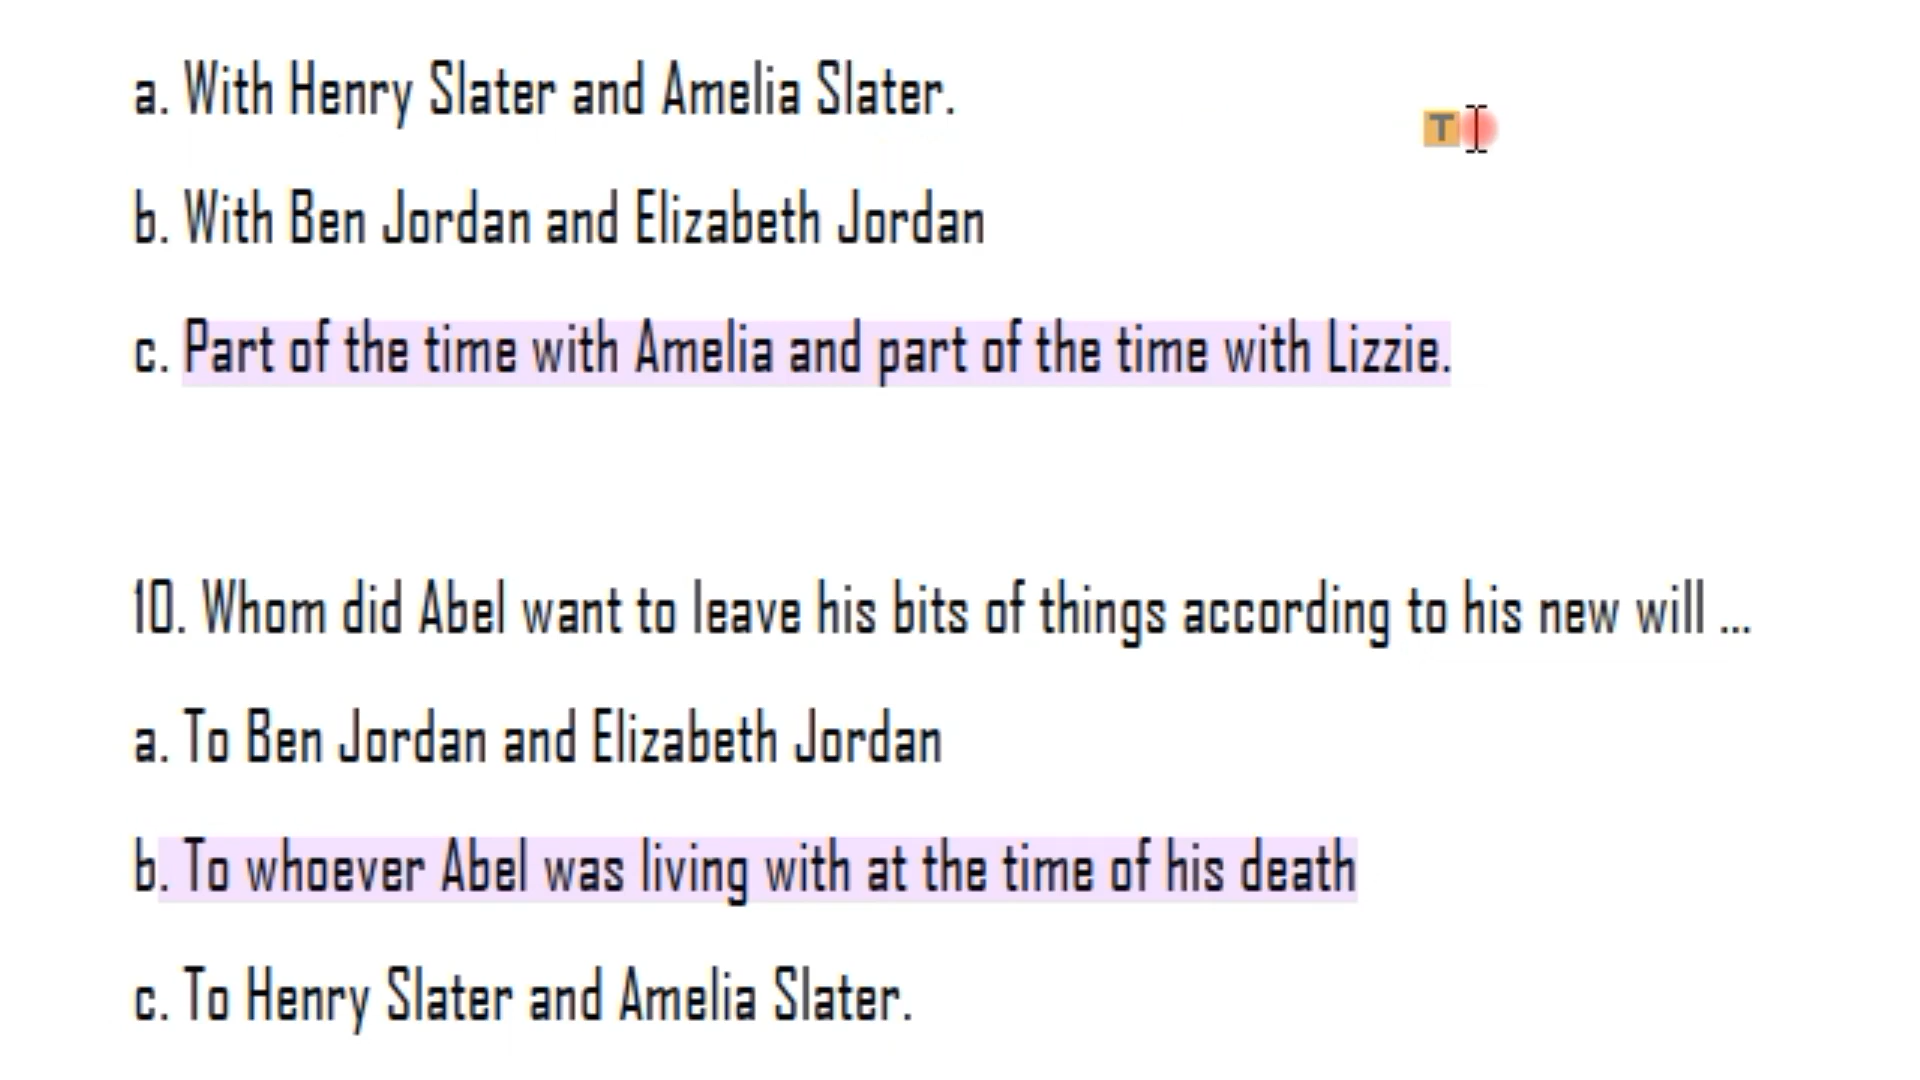 a. With Henry Slater and Amelia Slater.
T
b. With Ben Jordan and Elizabeth Jordan
c. Part of the time with Amelia and part of the time with Lizzie.
10. Whom did Abel want to leave his bits of things according to his new will ...
a. To Ben Jordan and Elizabeth Jordan
b. To whoever Abel was living with at the time of his death
c. To Henry Slater and Amelia Slater.